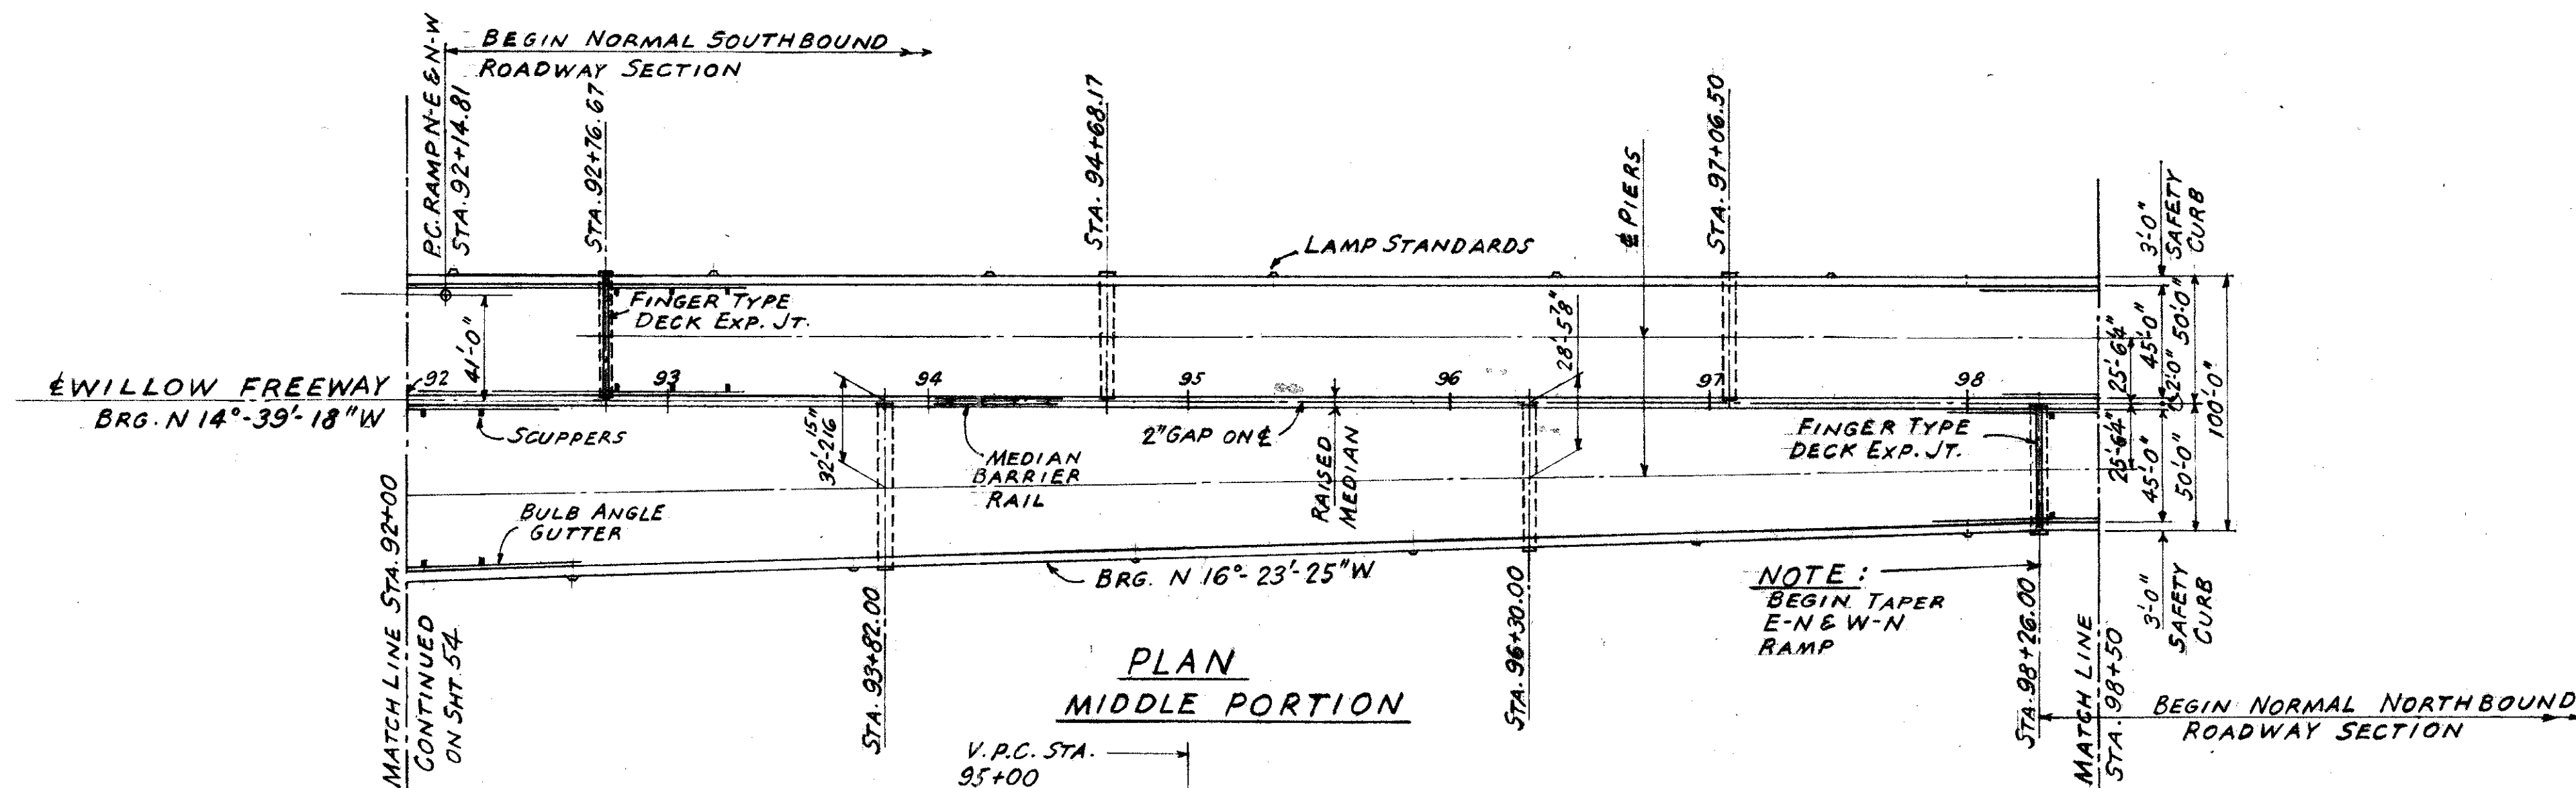 BEGIN NORMAL SOUTHBOUND
ROADWAY SECTION
P.C. RAMP N-E & N-W
STA. 92+14.81
STA. 92+76.67
STA. 94+68.17
STA. 97+06.50
℄ PIERS
LAMP STANDARDS
3'-0"
SAFETY
CURB
FINGER TYPE
DECK EXP. JT.
41'-0"
28'-5⅞"
25'-6¼"
45'-0"
2'-0"
50'-0"
100'-0"
℄ WILLOW FREEWAY
BRG. N 14°-39'-18"W
92
93
94
95
96
97
98
SCUPPERS
32'-2 15/16"
MEDIAN
BARRIER
RAIL
2" GAP ON ℄
RAISED
MEDIAN
FINGER TYPE
DECK EXP. JT.
25'-6¼"
45'-0"
50'-0"
BULB ANGLE
GUTTER
BRG. N 16°-23'-25"W
NOTE:
BEGIN TAPER
E-N & W-N
RAMP
3'-0"
SAFETY
CURB
MATCH LINE STA. 92+00
CONTINUED
ON SHT. 54
STA. 93+82.00
STA. 96+30.00
STA. 98+26.00
MATCH LINE
STA. 98+50
PLAN
MIDDLE PORTION
BEGIN NORMAL NORTHBOUND
ROADWAY SECTION
V.P.C. STA.
95+00